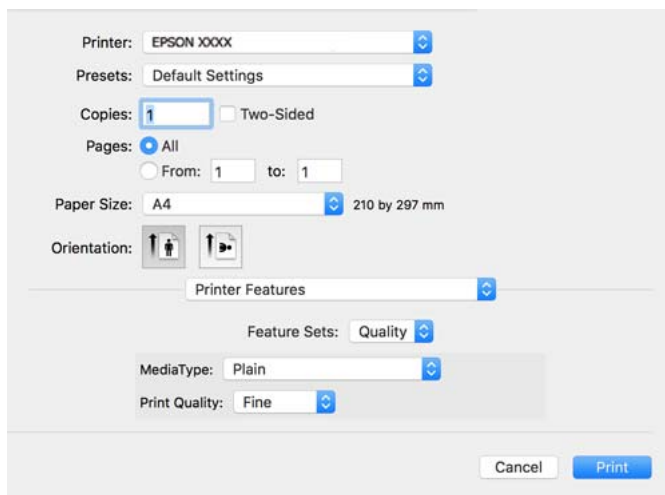 Printer: EPSON XXXX
Presets: Default Settings
Copies: 1 Two-Sided
Pages: All
From: 1 to: 1
Paper Size: A4 210 by 297 mm
Orientation:
Printer Features
Feature Sets: Quality
MediaType: Plain
Print Quality: Fine
Cancel Print